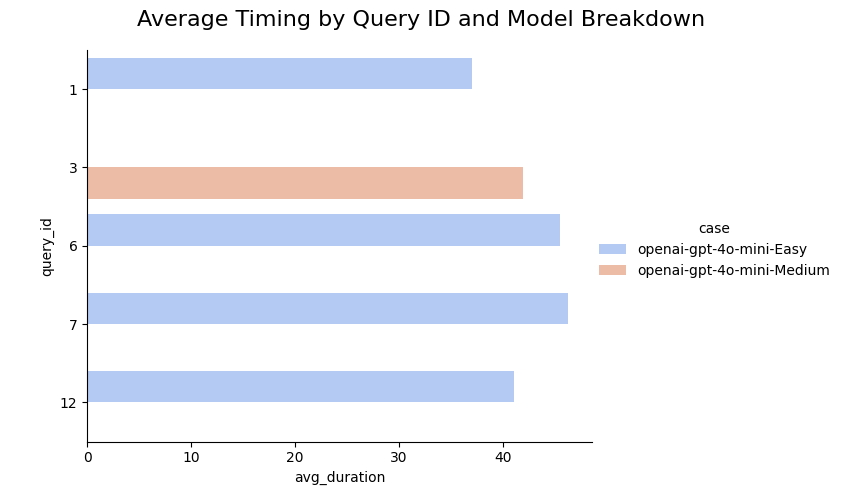 Average Timing by Query ID and Model Breakdown
1
3
6
7
12
query_id
0 10 20 30 40
avg_duration
case
openai-gpt-4o-mini-Easy
openai-gpt-4o-mini-Medium